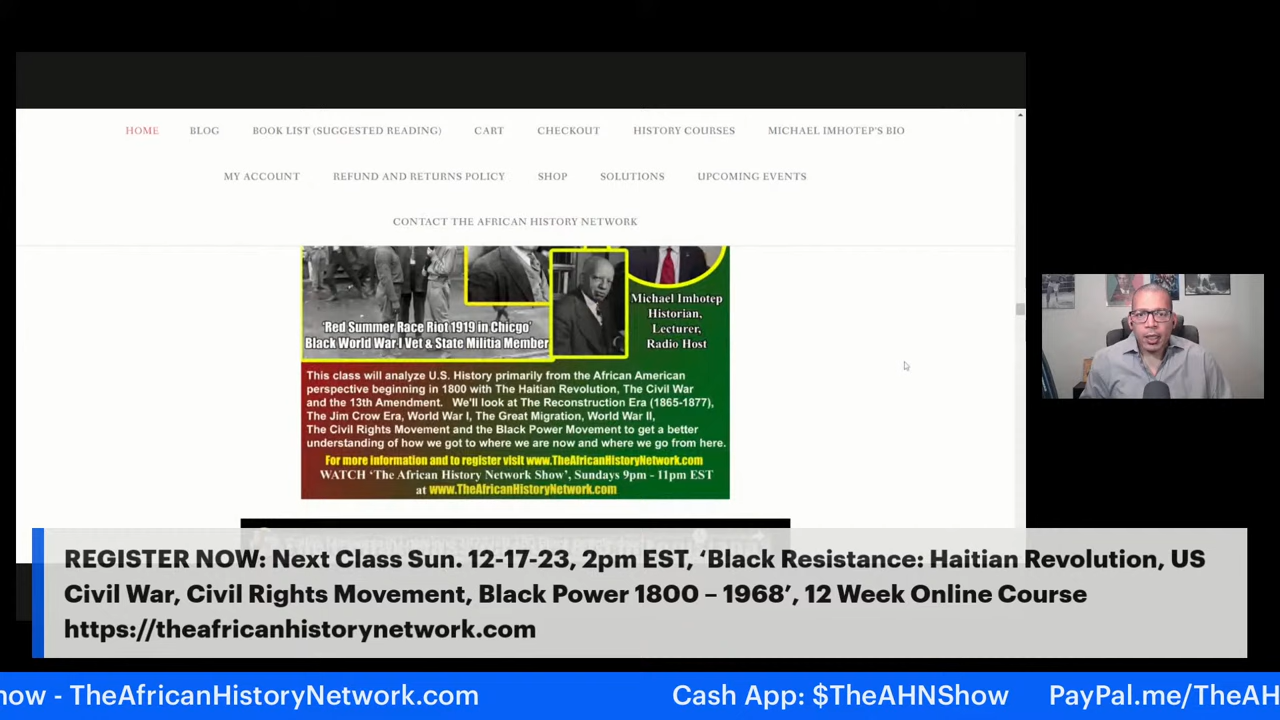 HOME BLOG BOOK LIST (SUGGESTED READING) CART CHECKOUT HISTORY COURSES MICHAEL IMHOTEP'S BIO
MY ACCOUNT REFUND AND RETURNS POLICY SHOP SOLUTIONS UPCOMING EVENTS
CONTACT THE AFRICAN HISTORY NETWORK
'Red Summer Race Riot 1919 in Chicgo'
Black World War I Vet & State Militia Member
Michael Imhotep
Historian,
Lecturer,
Radio Host
This class will analyze U.S. History primarily from the African American
perspective beginning in 1800 with The Haitian Revolution, The Civil War
and the 13th Amendment. We'll look at The Reconstruction Era (1865-1877),
The Jim Crow Era, World War I, The Great Migration, World War II,
The Civil Rights Movement and the Black Power Movement to get a better
understanding of how we got to where we are now and where we go from here.
For more information and to register visit www.TheAfricanHistoryNetwork.com
WATCH 'The African History Network Show', Sundays 9pm - 11pm EST
at www.TheAfricanHistoryNetwork.com
REGISTER NOW: Next Class Sun. 12-17-23, 2pm EST, 'Black Resistance: Haitian Revolution, US
Civil War, Civil Rights Movement, Black Power 1800 – 1968', 12 Week Online Course
https://theafricanhistorynetwork.com
how - TheAfricanHistoryNetwork.com Cash App: $TheAHNShow PayPal.me/TheAH